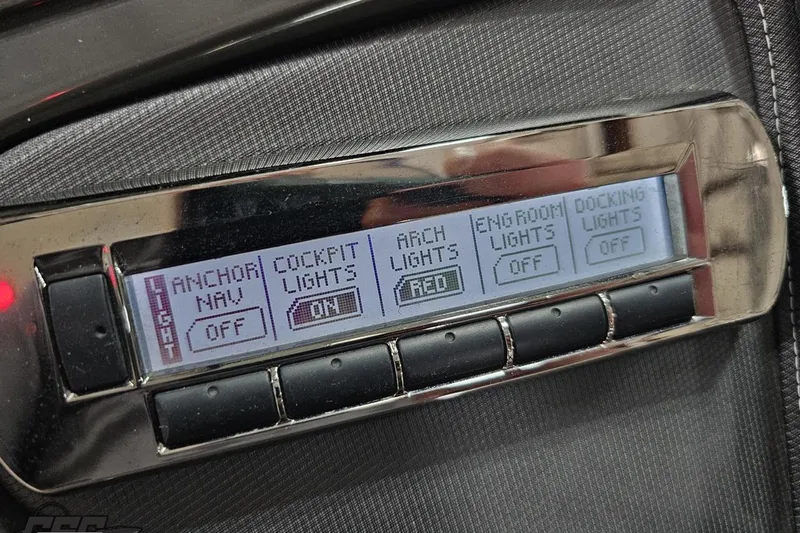 LIGHT
ANCHOR
NAV
OFF
COCKPIT
LIGHTS
ON
ARCH
LIGHTS
RED
ENG ROOM
LIGHTS
OFF
DOCKING
LIGHTS
OFF